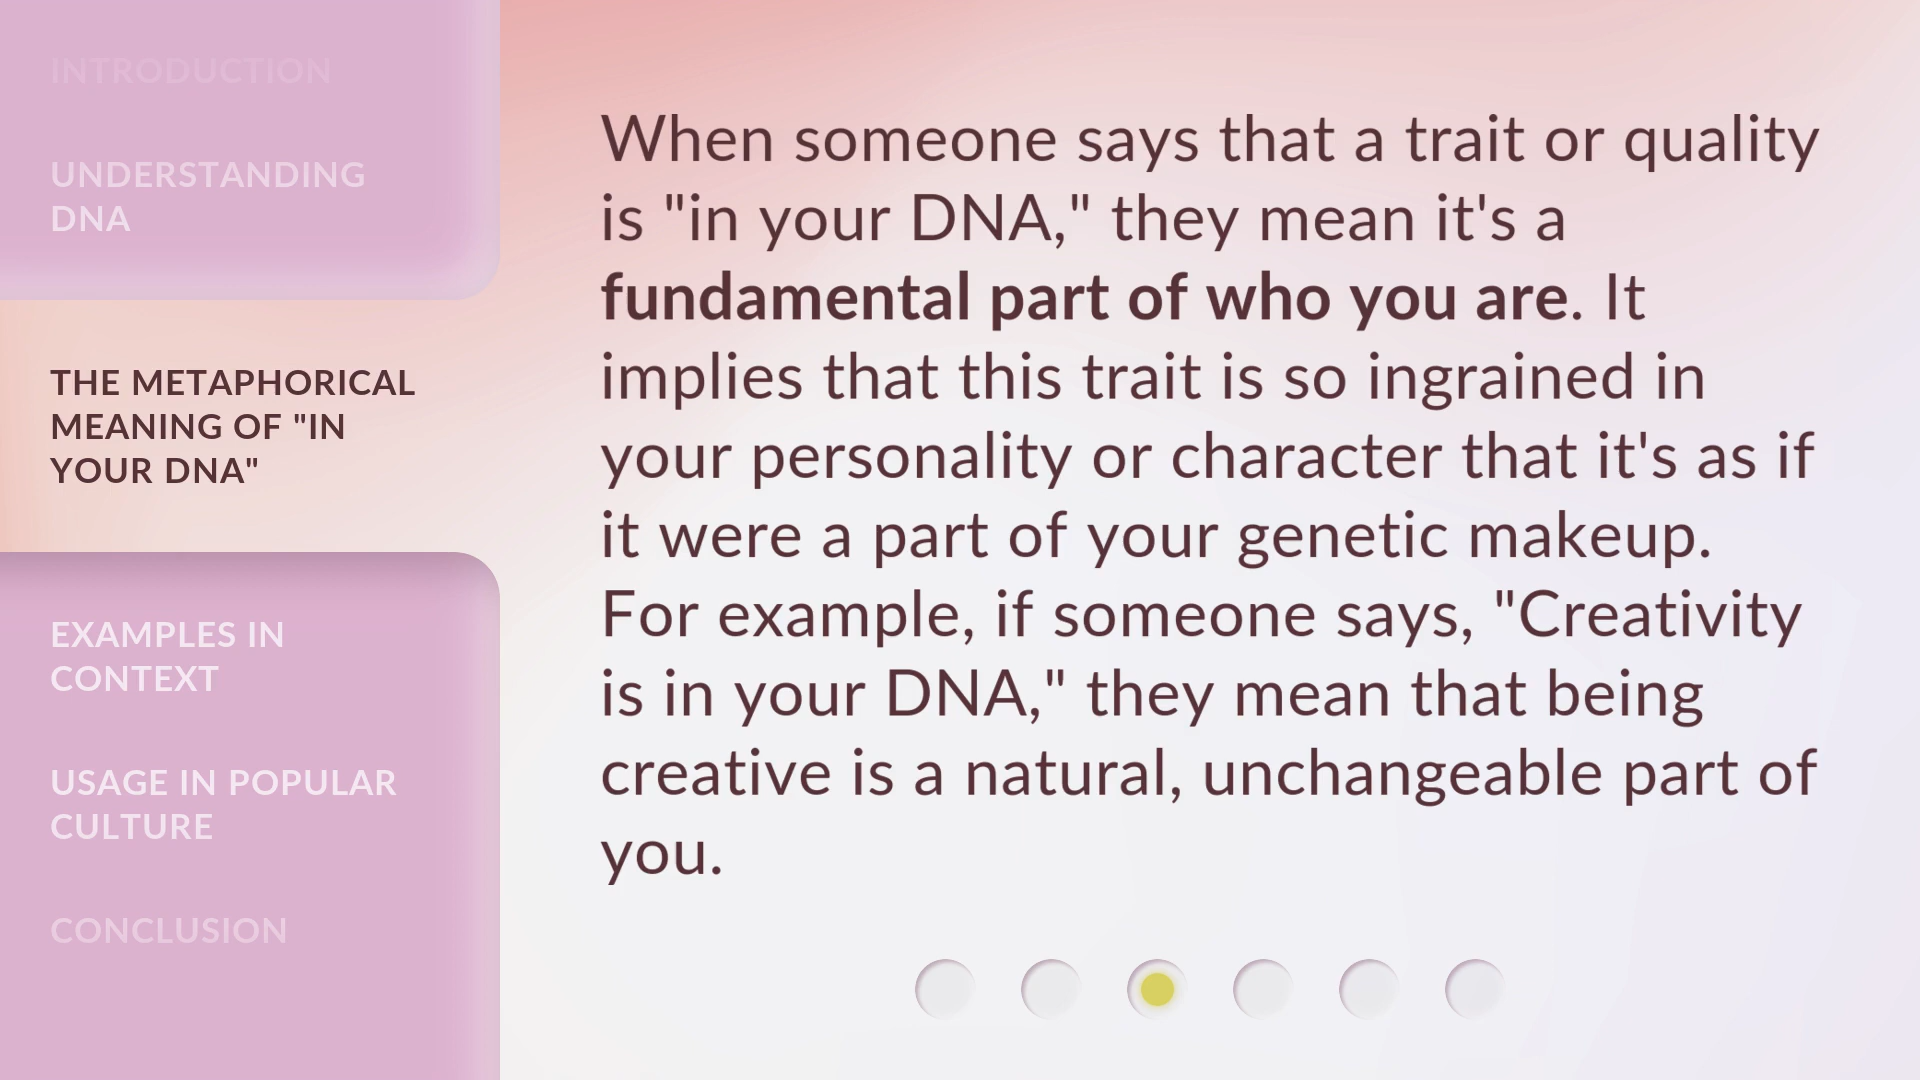 INTRODUCTION
UNDERSTANDING
DNA
THE METAPHORICAL
MEANING OF "IN
YOUR DNA"
EXAMPLES IN
CONTEXT
USAGE IN POPULAR
CULTURE
CONCLUSION
When someone says that a trait or quality
is "in your DNA," they mean it's a
fundamental part of who you are. It
implies that this trait is so ingrained in
your personality or character that it's as if
it were a part of your genetic makeup.
For example, if someone says, "Creativity
is in your DNA," they mean that being
creative is a natural, unchangeable part of
you.